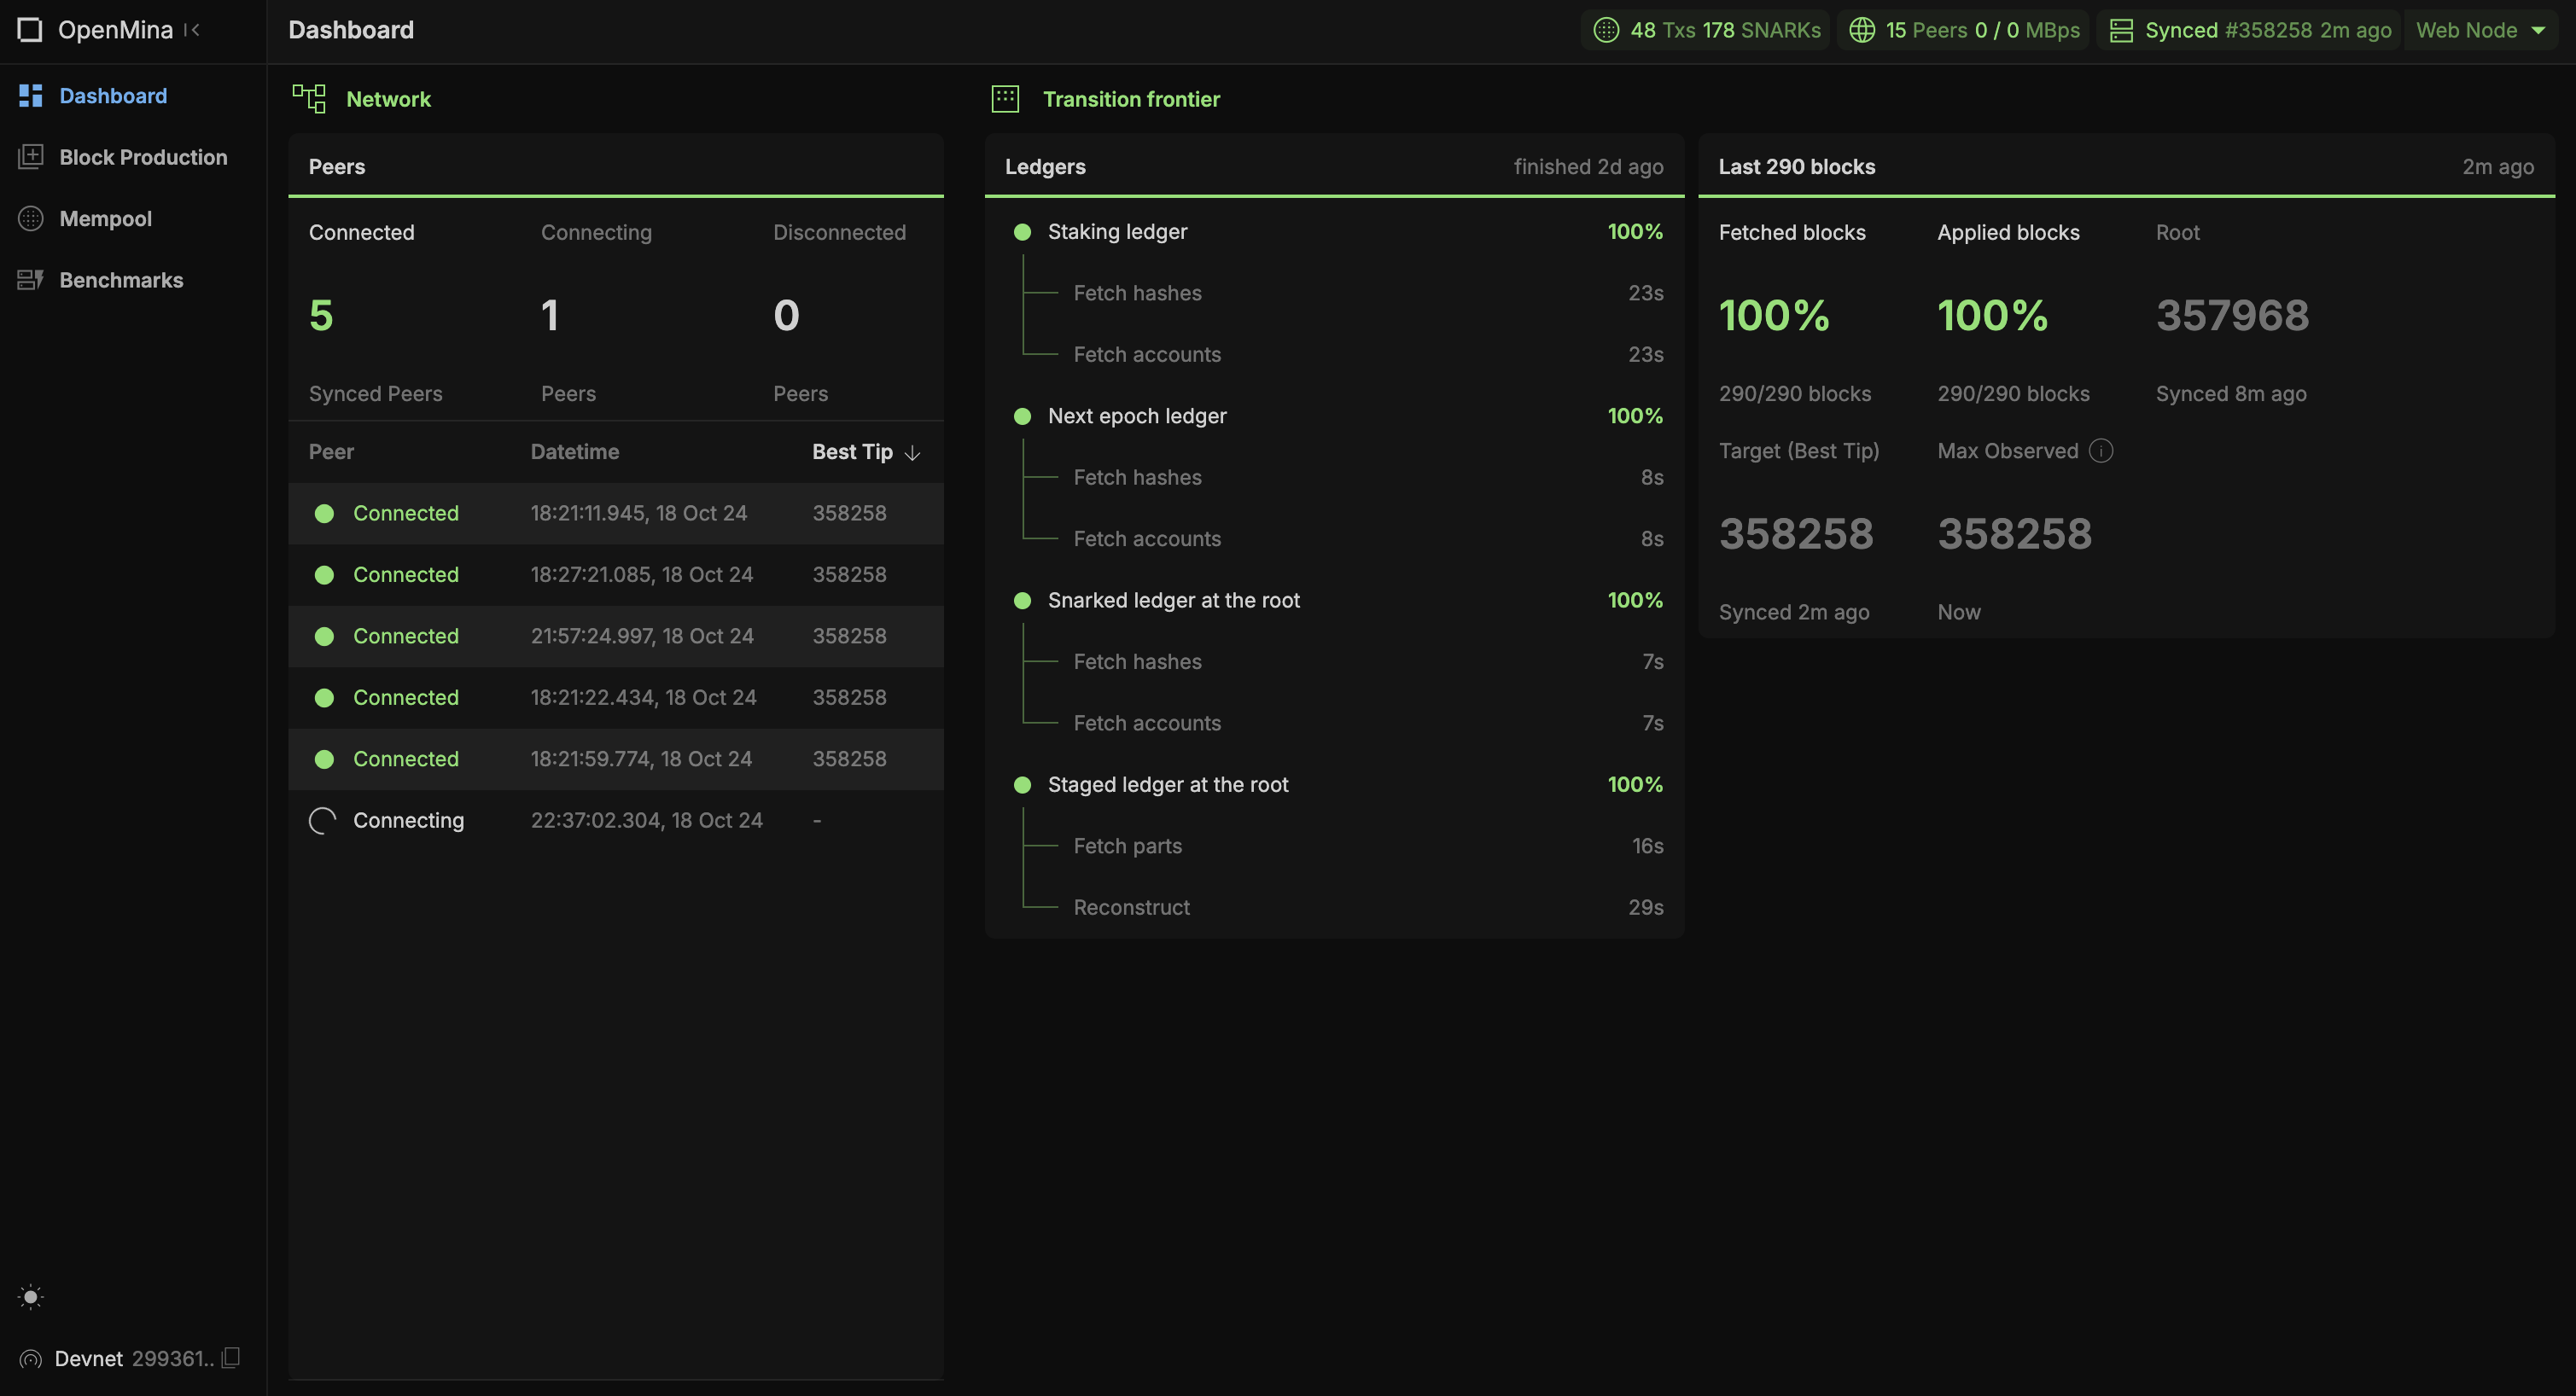 OpenMina
Dashboard
48 Txs 178 SNARKs
15 Peers 0 / 0 MBps
Synced #358258 2m ago
Web Node
Dashboard
Block Production
Mempool
Benchmarks
Devnet 299361..
Network
Peers
Connected Connecting Disconnected
5 1 0
Synced Peers Peers Peers
Peer Datetime Best Tip
Connected 18:21:11.945, 18 Oct 24 358258
Connected 18:27:21.085, 18 Oct 24 358258
Connected 21:57:24.997, 18 Oct 24 358258
Connected 18:21:22.434, 18 Oct 24 358258
Connected 18:21:59.774, 18 Oct 24 358258
Connecting 22:37:02.304, 18 Oct 24 -
Transition frontier
Ledgers finished 2d ago
Staking ledger 100%
Fetch hashes 23s
Fetch accounts 23s
Next epoch ledger 100%
Fetch hashes 8s
Fetch accounts 8s
Snarked ledger at the root 100%
Fetch hashes 7s
Fetch accounts 7s
Staged ledger at the root 100%
Fetch parts 16s
Reconstruct 29s
Last 290 blocks 2m ago
Fetched blocks Applied blocks Root
100% 100% 357968
290/290 blocks 290/290 blocks Synced 8m ago
Target (Best Tip) Max Observed
358258 358258
Synced 2m ago Now